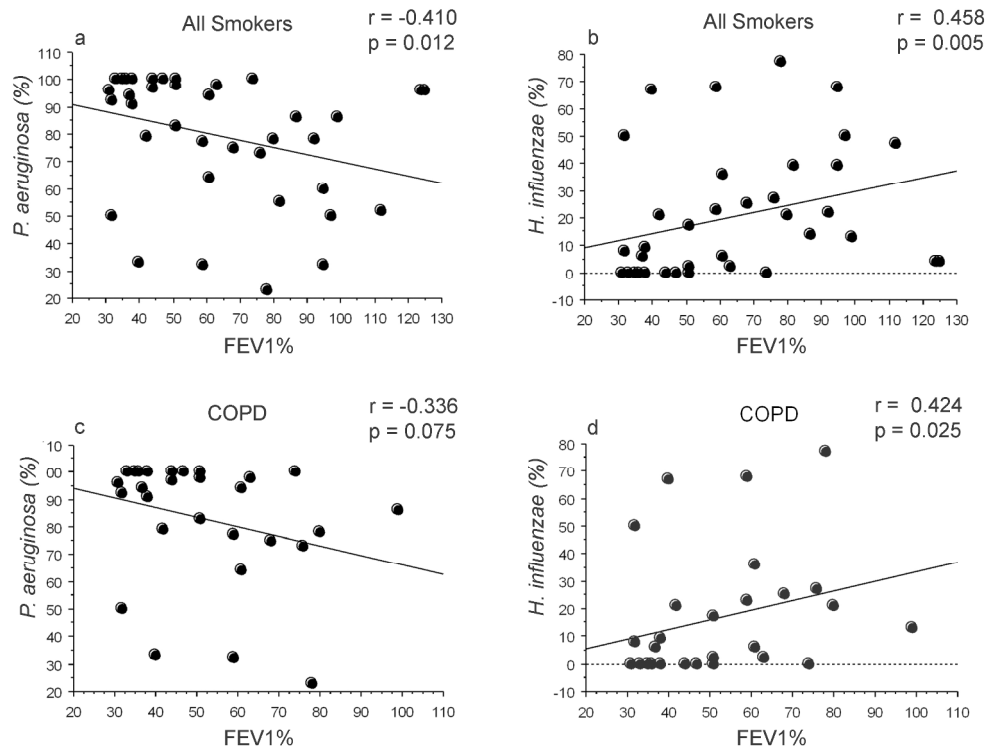 All Smokers
r = -0.410
p = 0.012
a
110
100
90
80
70
60
50
40
30
20
P. aeruginosa (%)
20 30 40 50 60 70 80 90 100 110 120 130
FEV1%
All Smokers
r = 0.458
p = 0.005
b
80
70
60
50
40
30
20
10
0
-10
H. influenzae (%)
20 30 40 50 60 70 80 90 100 110 120 130
FEV1%
COPD
r = -0.336
p = 0.075
c
10
00
90
80
70
60
50
40
30
20
P. aeruginosa (%)
20 30 40 50 60 70 80 90 100 110
FEV1%
COPD
r = 0.424
p = 0.025
d
80
70
60
50
40
30
20
10
0
-10
H. influenzae (%)
20 30 40 50 60 70 80 90 100 110
FEV1%